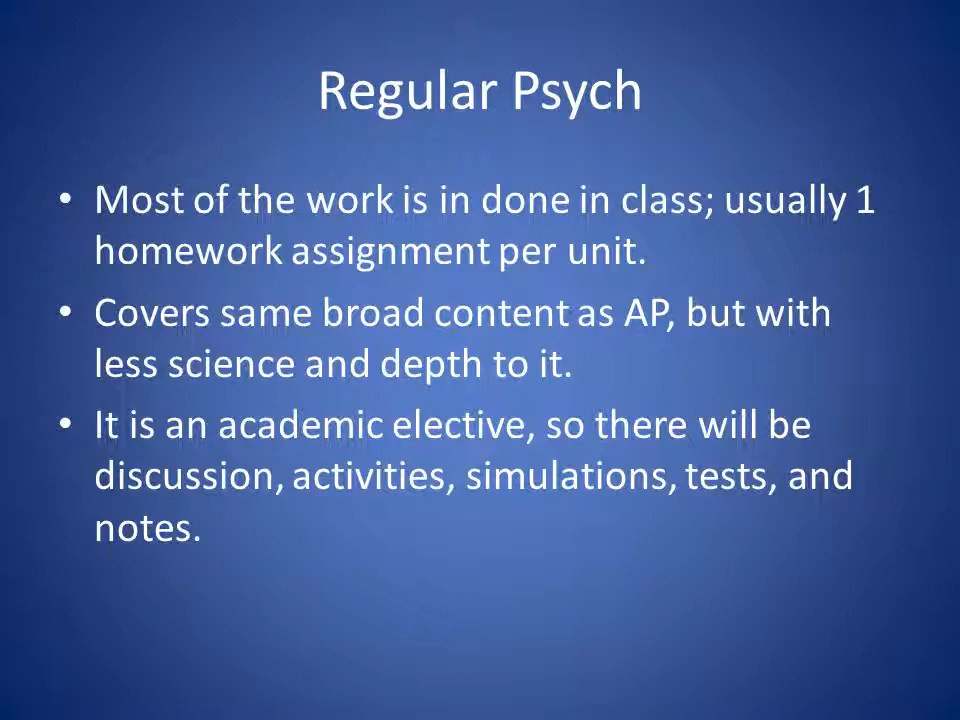 Regular Psych
• Most of the work is in done in class; usually 1
homework assignment per unit.
• Covers same broad content as AP, but with
less science and depth to it.
• It is an academic elective, so there will be
discussion, activities, simulations, tests, and
notes.